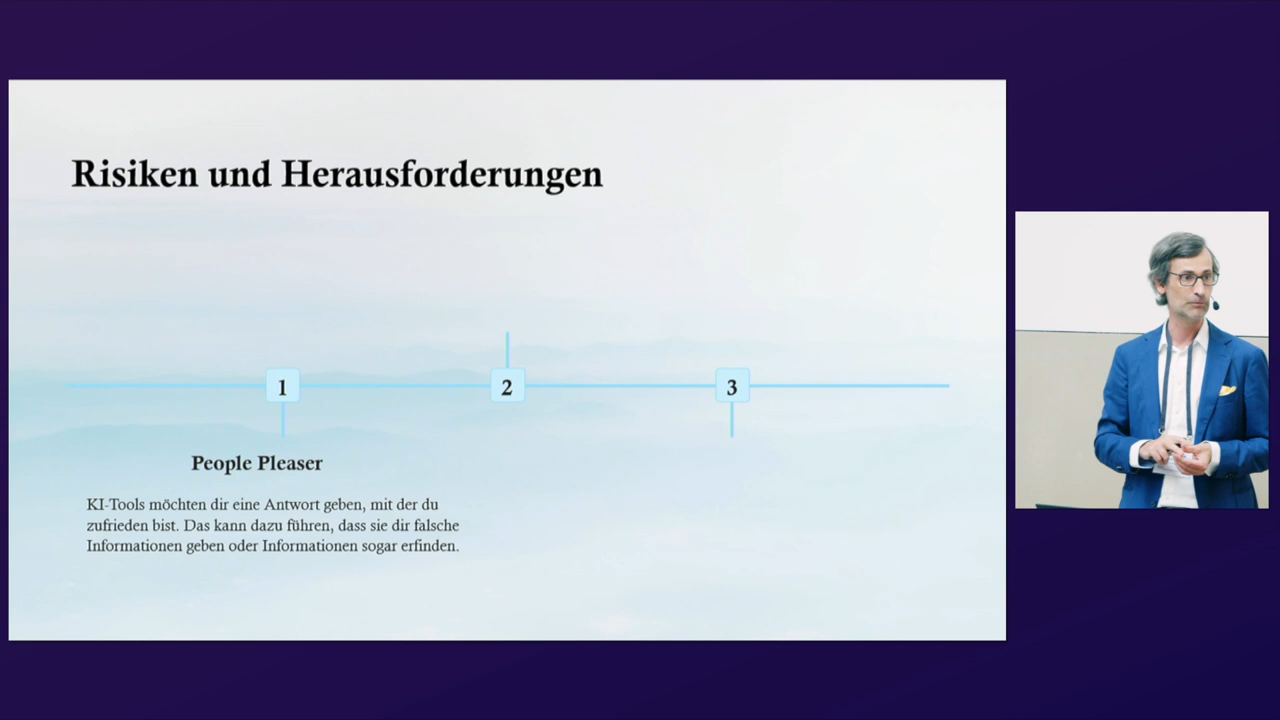 Risiken und Herausforderungen
1
2
3
People Pleaser
KI-Tools möchten dir eine Antwort geben, mit der du
zufrieden bist. Das kann dazu führen, dass sie dir falsche
Informationen geben oder Informationen sogar erfinden.